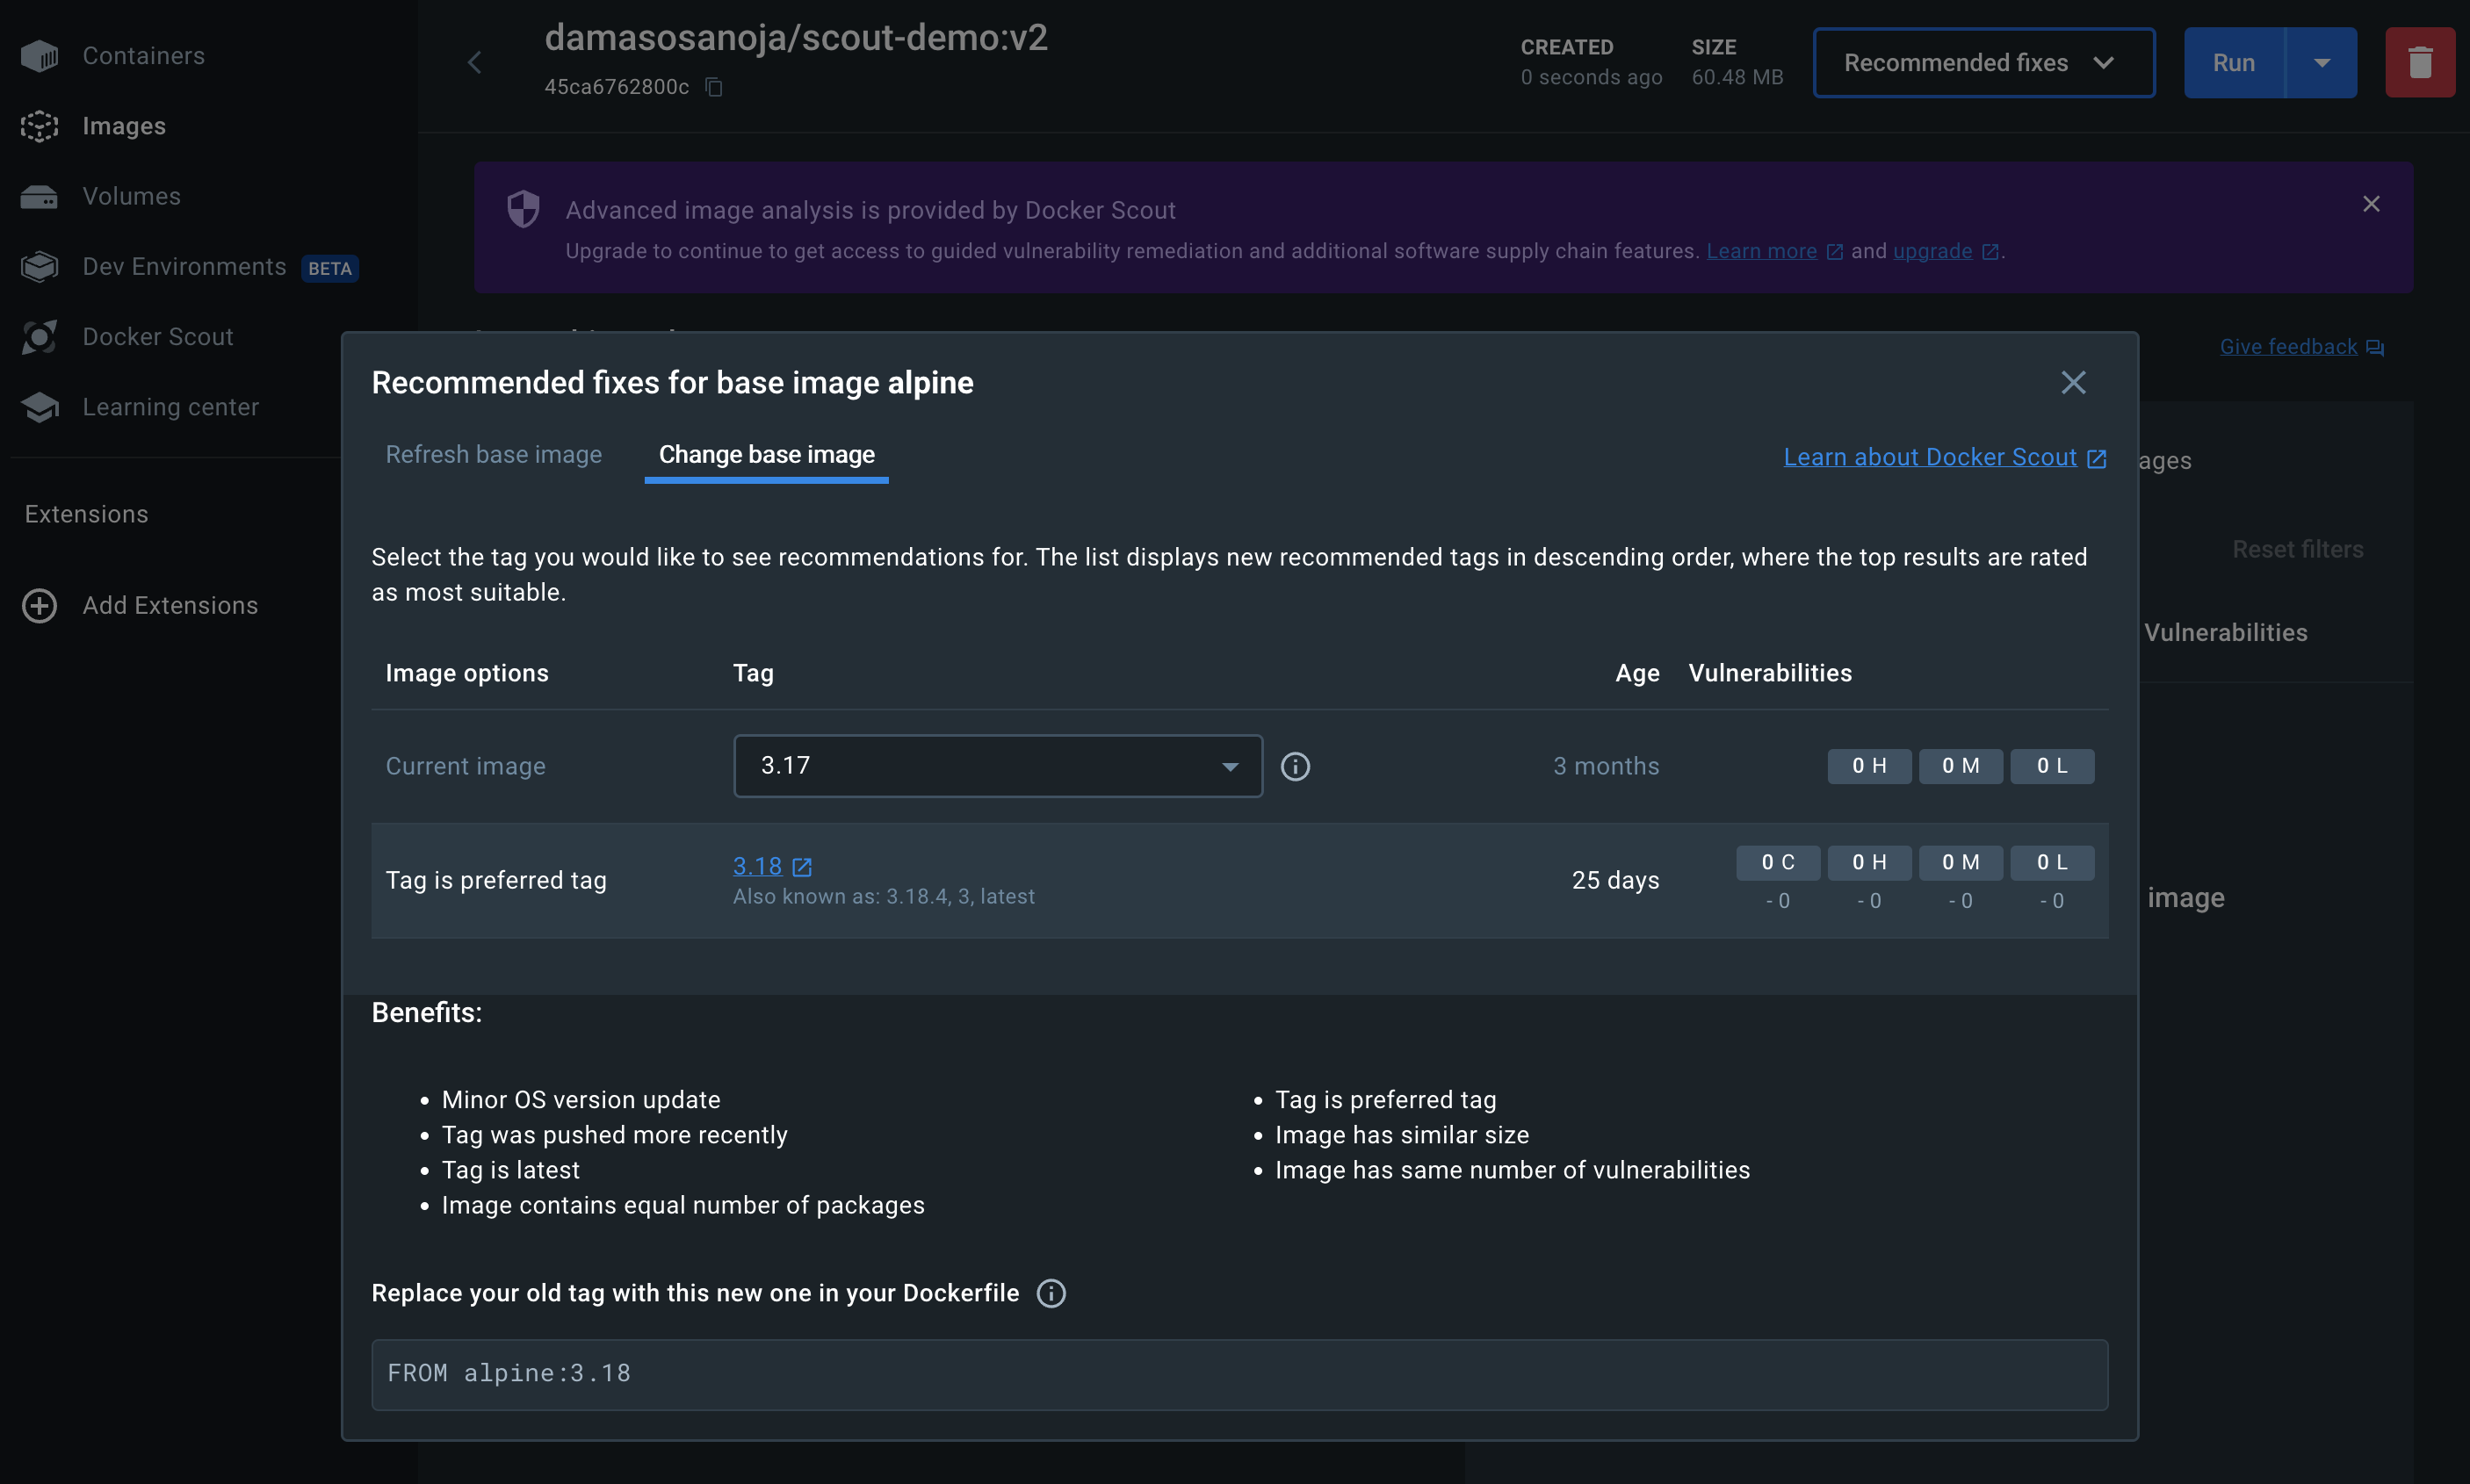 Containers
Images
Volumes
Dev Environments BETA
Docker Scout
Learning center
Extensions
Add Extensions
damasosanoja/scout-demo:v2
45ca6762800c
CREATED
0 seconds ago
SIZE
60.48 MB
Recommended fixes
Run
Advanced image analysis is provided by Docker Scout
Upgrade to continue to get access to guided vulnerability remediation and additional software supply chain features. Learn more and upgrade .
Give feedback
ages
Reset filters
Vulnerabilities
image
Recommended fixes for base image alpine
Refresh base image
Change base image
Learn about Docker Scout
Select the tag you would like to see recommendations for. The list displays new recommended tags in descending order, where the top results are rated
as most suitable.
Image options Tag Age Vulnerabilities
Current image 3.17 3 months 0 H 0 M 0 L
Tag is preferred tag 3.18 25 days 0 C 0 H 0 M 0 L
Also known as: 3.18.4, 3, latest - 0 - 0 - 0 - 0
Benefits:
Minor OS version update
Tag was pushed more recently
Tag is latest
Image contains equal number of packages
Tag is preferred tag
Image has similar size
Image has same number of vulnerabilities
Replace your old tag with this new one in your Dockerfile
FROM alpine:3.18